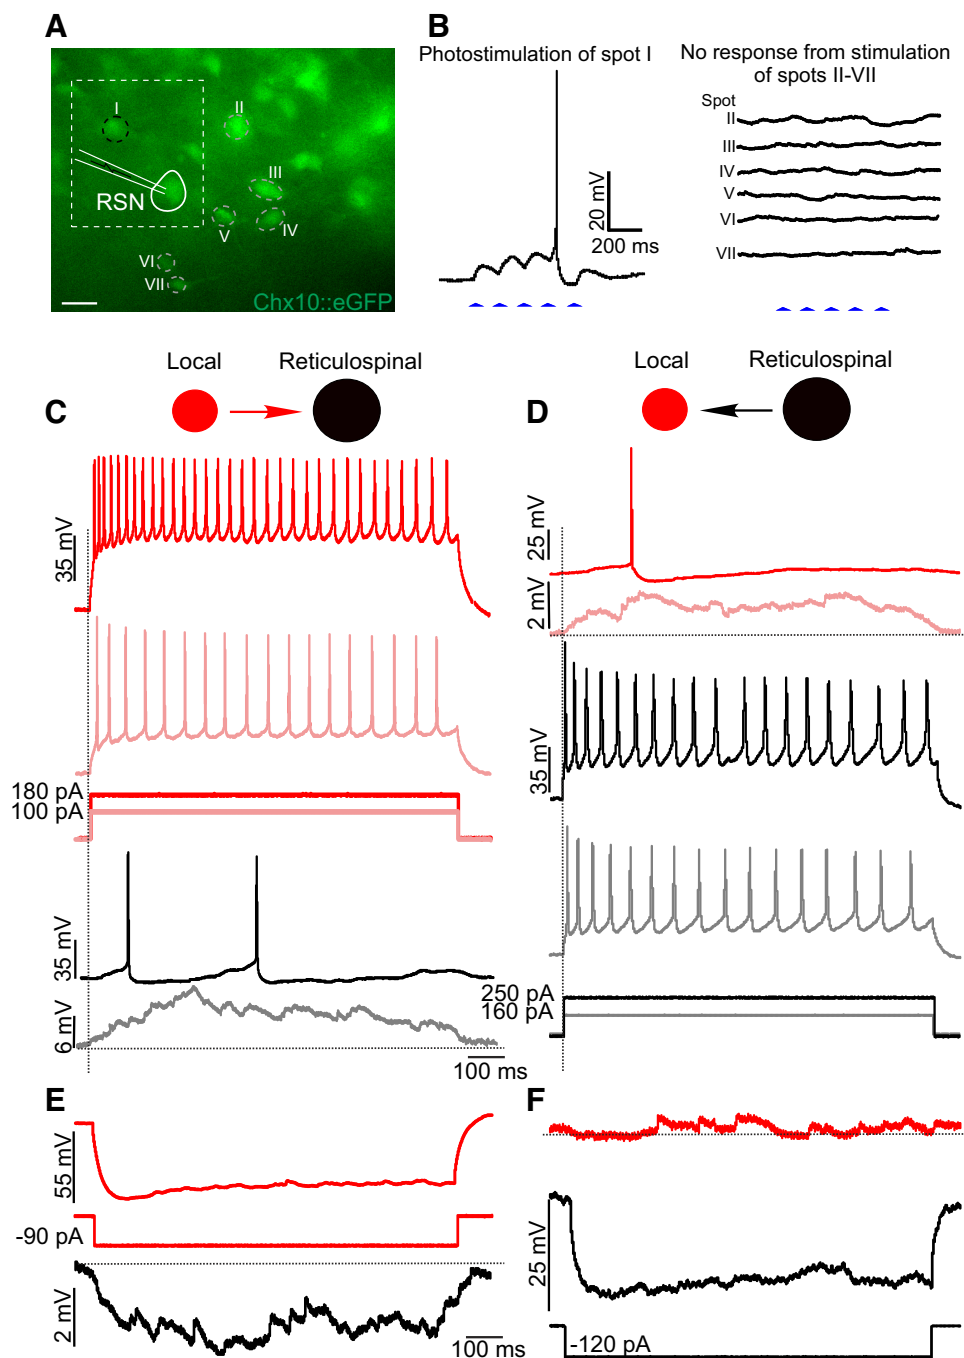 A
I
II
III
IV
V
VI
VII
RSN
Chx10::eGFP
B
Photostimulation of spot I
20 mV
200 ms
No response from stimulation
of spots II-VII
Spot
II
III
IV
V
VI
VII
C
Local
Reticulospinal
35 mV
180 pA
100 pA
35 mV
6 mV
100 ms
D
Local
Reticulospinal
25 mV
2 mV
35 mV
250 pA
160 pA
E
55 mV
-90 pA
2 mV
100 ms
F
25 mV
-120 pA